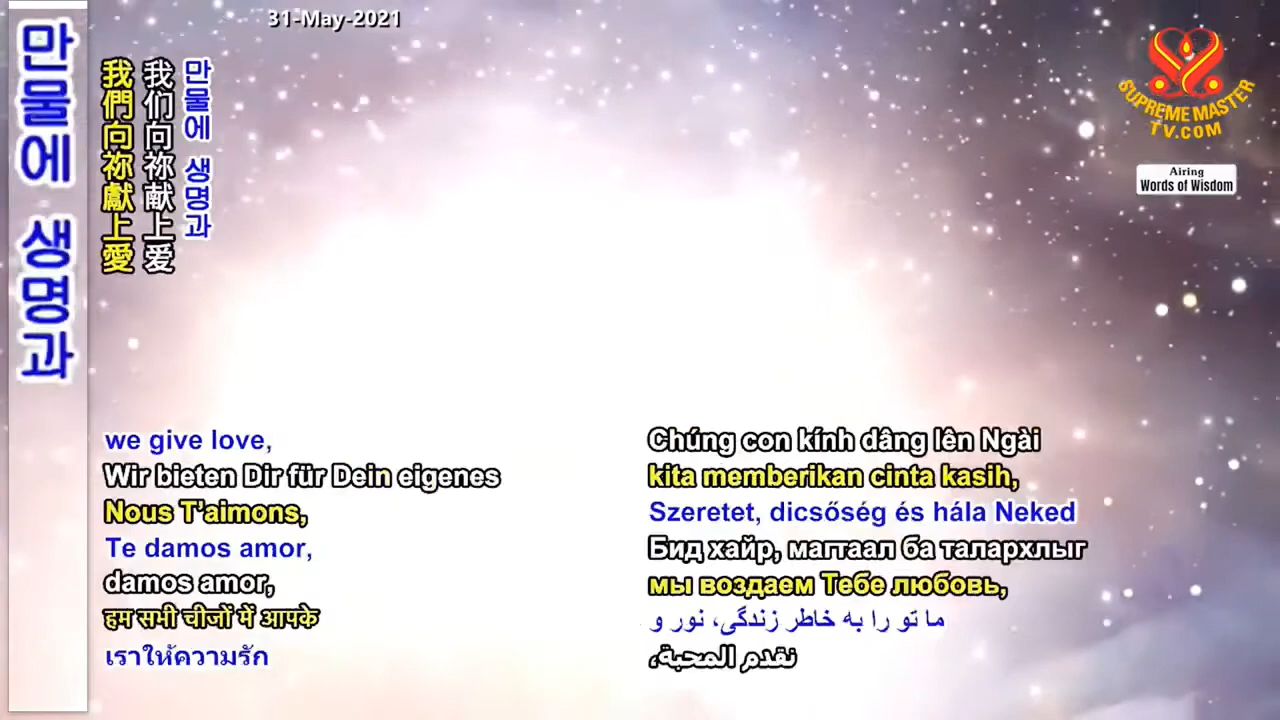 31-May-2021
만물에 생명과
我們向祢獻上愛
我们向祢献上爱
만물에 생명과
SUPREME MASTER
TV.COM
Airing
Words of Wisdom
we give love,
Wir bieten Dir für Dein eigenes
Nous T'aimons,
Te damos amor,
damos amor,
हम सभी चीजों में आपके
เราให้ความรัก
Chúng con kính dâng lên Ngài
kita memberikan cinta kasih,
Szeretet, dicsőség és hála Neked
Бид хайр, магтаал ба талархлыг
мы воздаем Тебе любовь,
ما تو را به خاطر زندگی، نور و
نقدم المحبة،